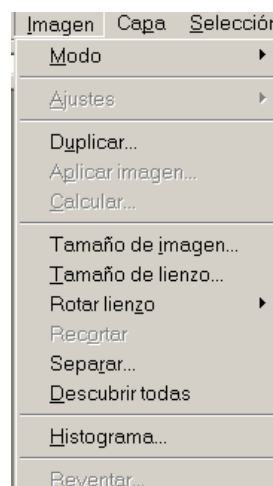 Imagen Capa Selección
Modo
Ajustes
Duplicar...
Aplicar imagen...
Calcular...
Tamaño de imagen...
Tamaño de lienzo...
Rotar lienzo
Recortar
Separar...
Descubrir todas
Histograma...
Reventar...